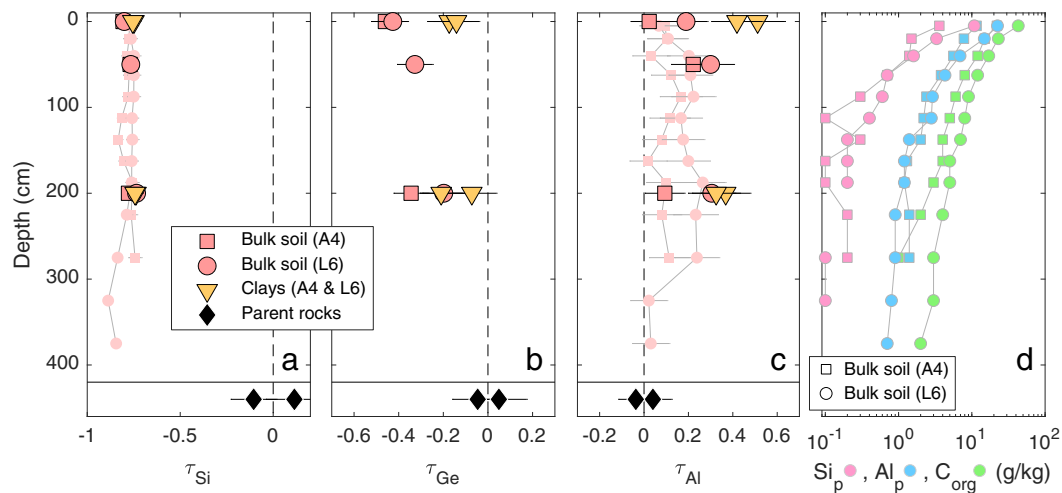 0
100
200
300
400
Depth (cm)
Bulk soil (A4)
Bulk soil (L6)
Clays (A4 & L6)
Parent rocks
a
-1 -0.5 0
τSi
b
-0.6 -0.4 -0.2 0 0.2
τGe
c
-0.2 0 0.2 0.4 0.6
τAl
d
Bulk soil (A4)
Bulk soil (L6)
10-1 100 101 102
Sip , Alp , Corg (g/kg)